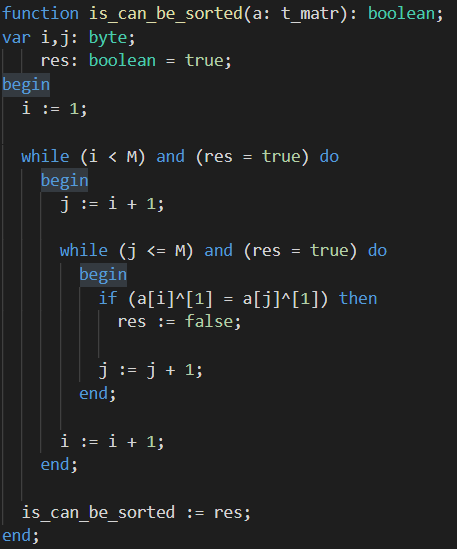 function is_can_be_sorted(a: t_matr): boolean;
var i,j: byte;
    res: boolean = true;
begin
  i := 1;

  while (i < M) and (res = true) do
    begin
      j := i + 1;

      while (j <= M) and (res = true) do
        begin
          if (a[i]^[1] = a[j]^[1]) then
            res := false;

          j := j + 1;
        end;

      i := i + 1;
    end;

  is_can_be_sorted := res;
end;